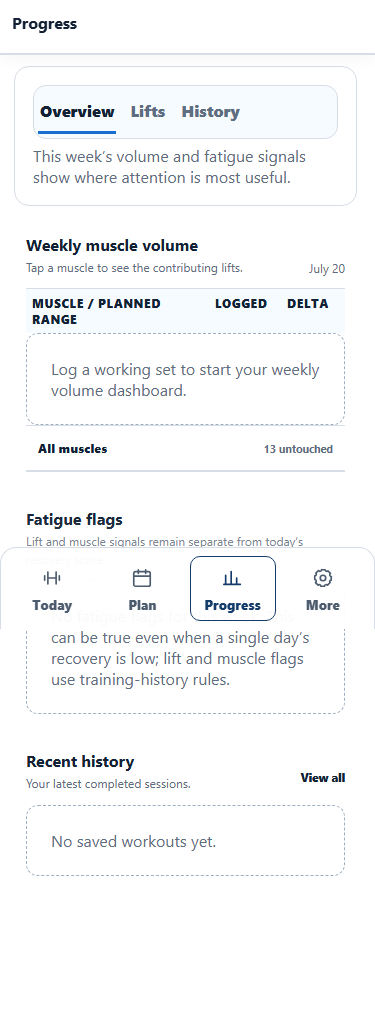 Progress
Overview Lifts History
This week's volume and fatigue signals
show where attention is most useful.
Weekly muscle volume
Tap a muscle to see the contributing lifts.
July 20
MUSCLE / PLANNED RANGE LOGGED DELTA
Log a working set to start your weekly
volume dashboard.
All muscles 13 untouched
Fatigue flags
Lift and muscle signals remain separate from today's
Today Plan Progress More
can be true even when a single day's
recovery is low; lift and muscle flags
use training-history rules.
Recent history
Your latest completed sessions.
View all
No saved workouts yet.